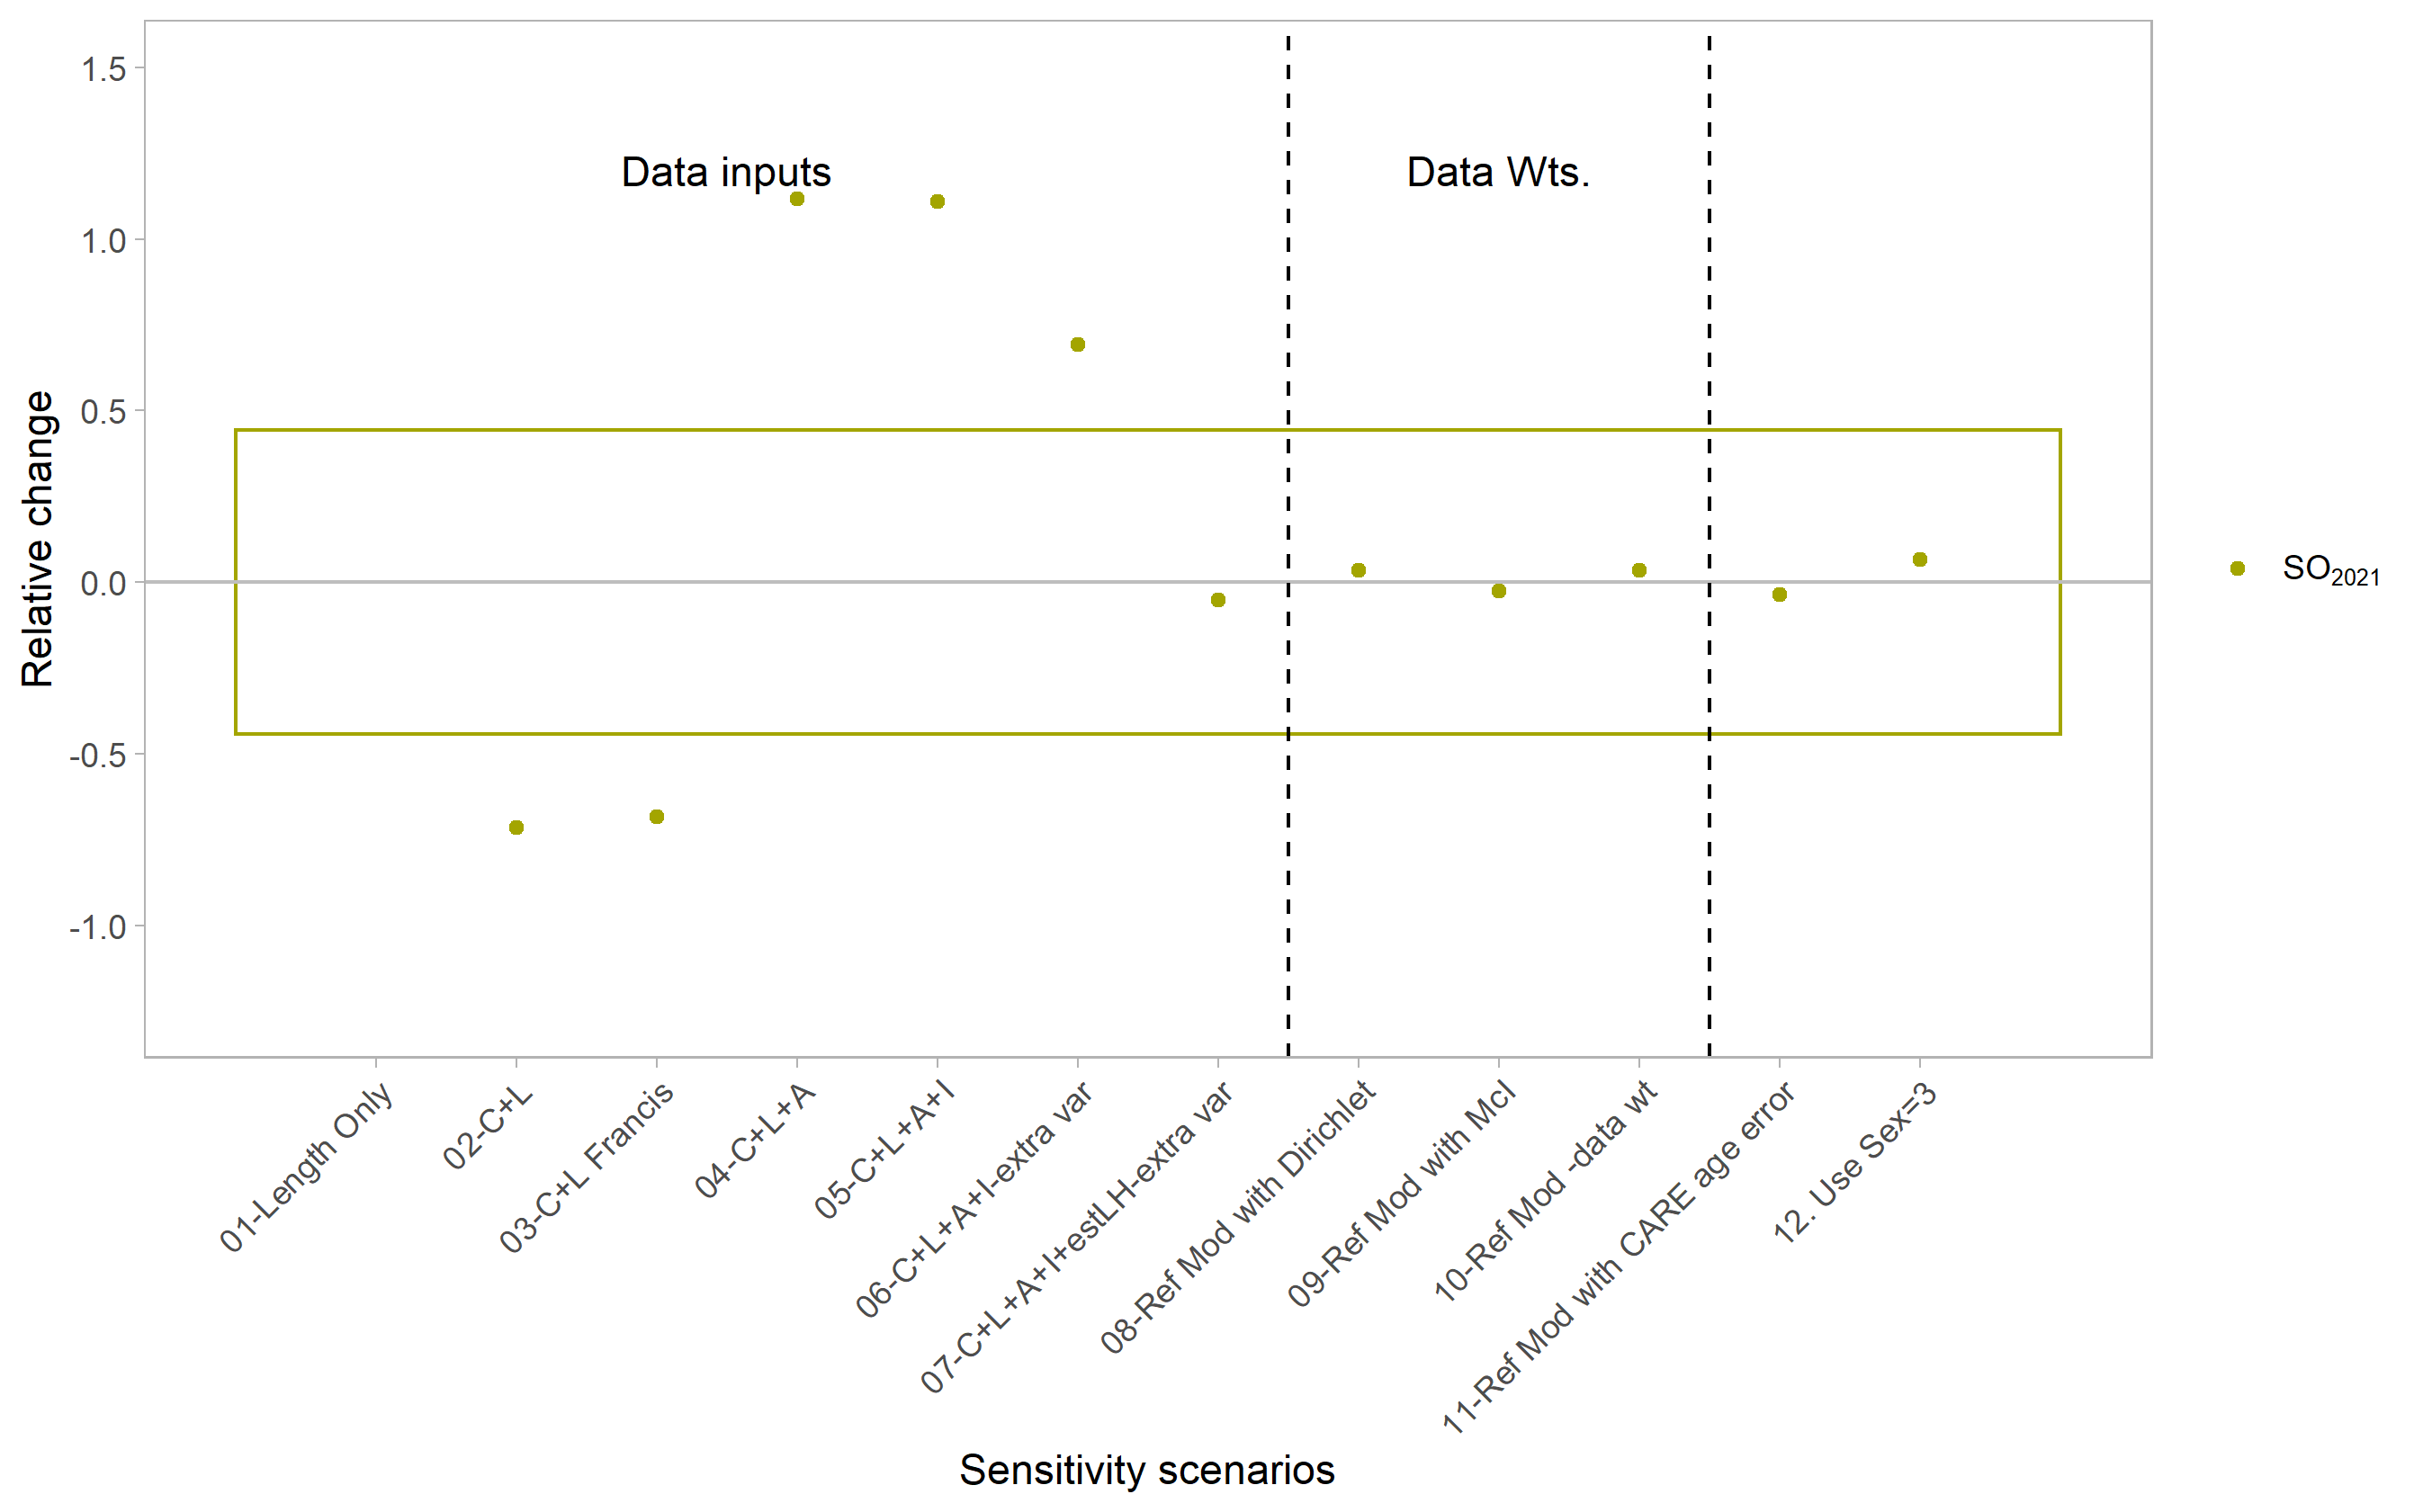 Data inputs
Data Wts.
Relative change
1.5
1.0
0.5
0.0
-0.5
-1.0
SO2021
01-Length Only
02-C+L
03-C+L Francis
04-C+L+A
05-C+L+A+I
06-C+L+A+I-extra var
07-C+L+A+I+estLH-extra var
08-Ref Mod with Dirichlet
09-Ref Mod with McI
10-Ref Mod -data wt
11-Ref Mod with CARE age error
12. Use Sex=3
Sensitivity scenarios